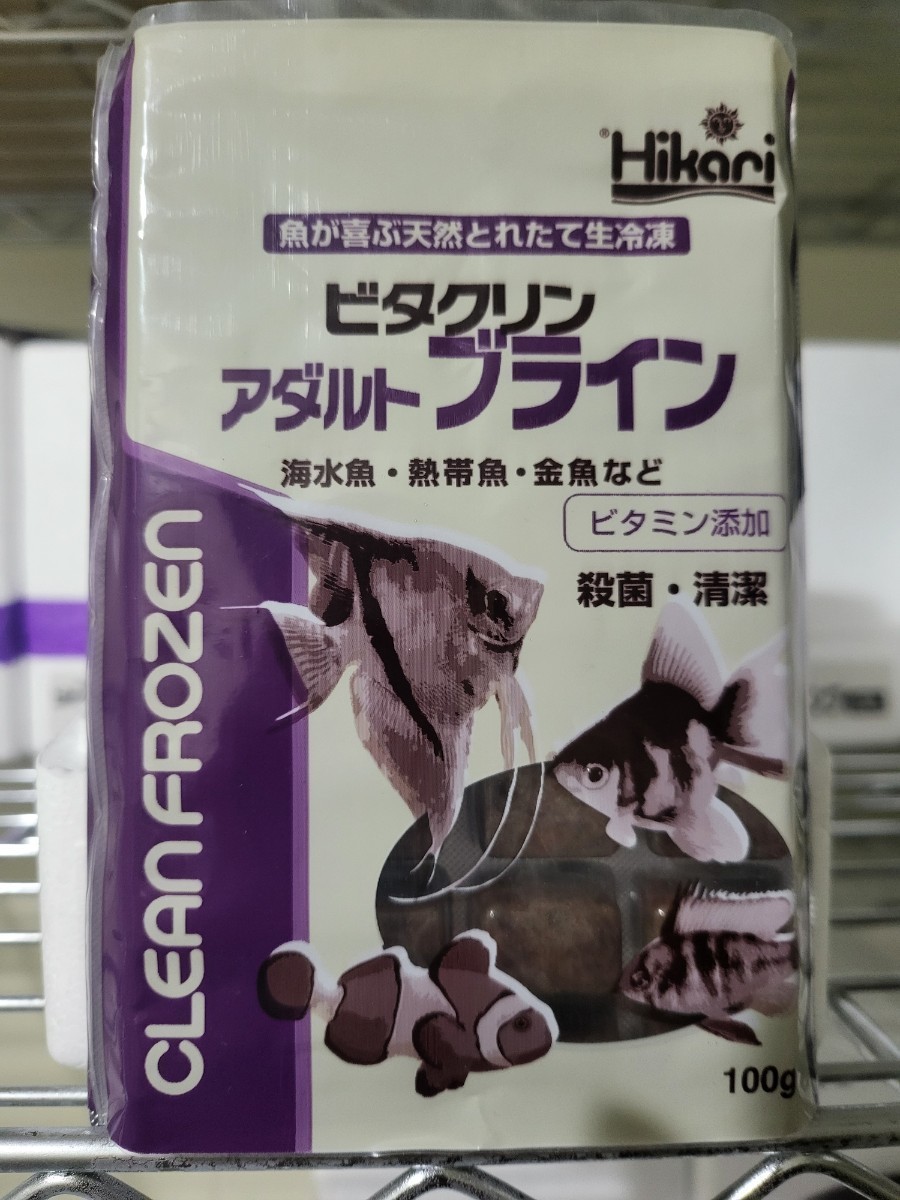 ® Hikari
魚が喜ぶ天然とれたて生冷凍
ビタクリン
アダルトブライン
海水魚・熱帯魚・金魚など
ビタミン添加
殺菌・清潔
CLEAN FROZEN
100g